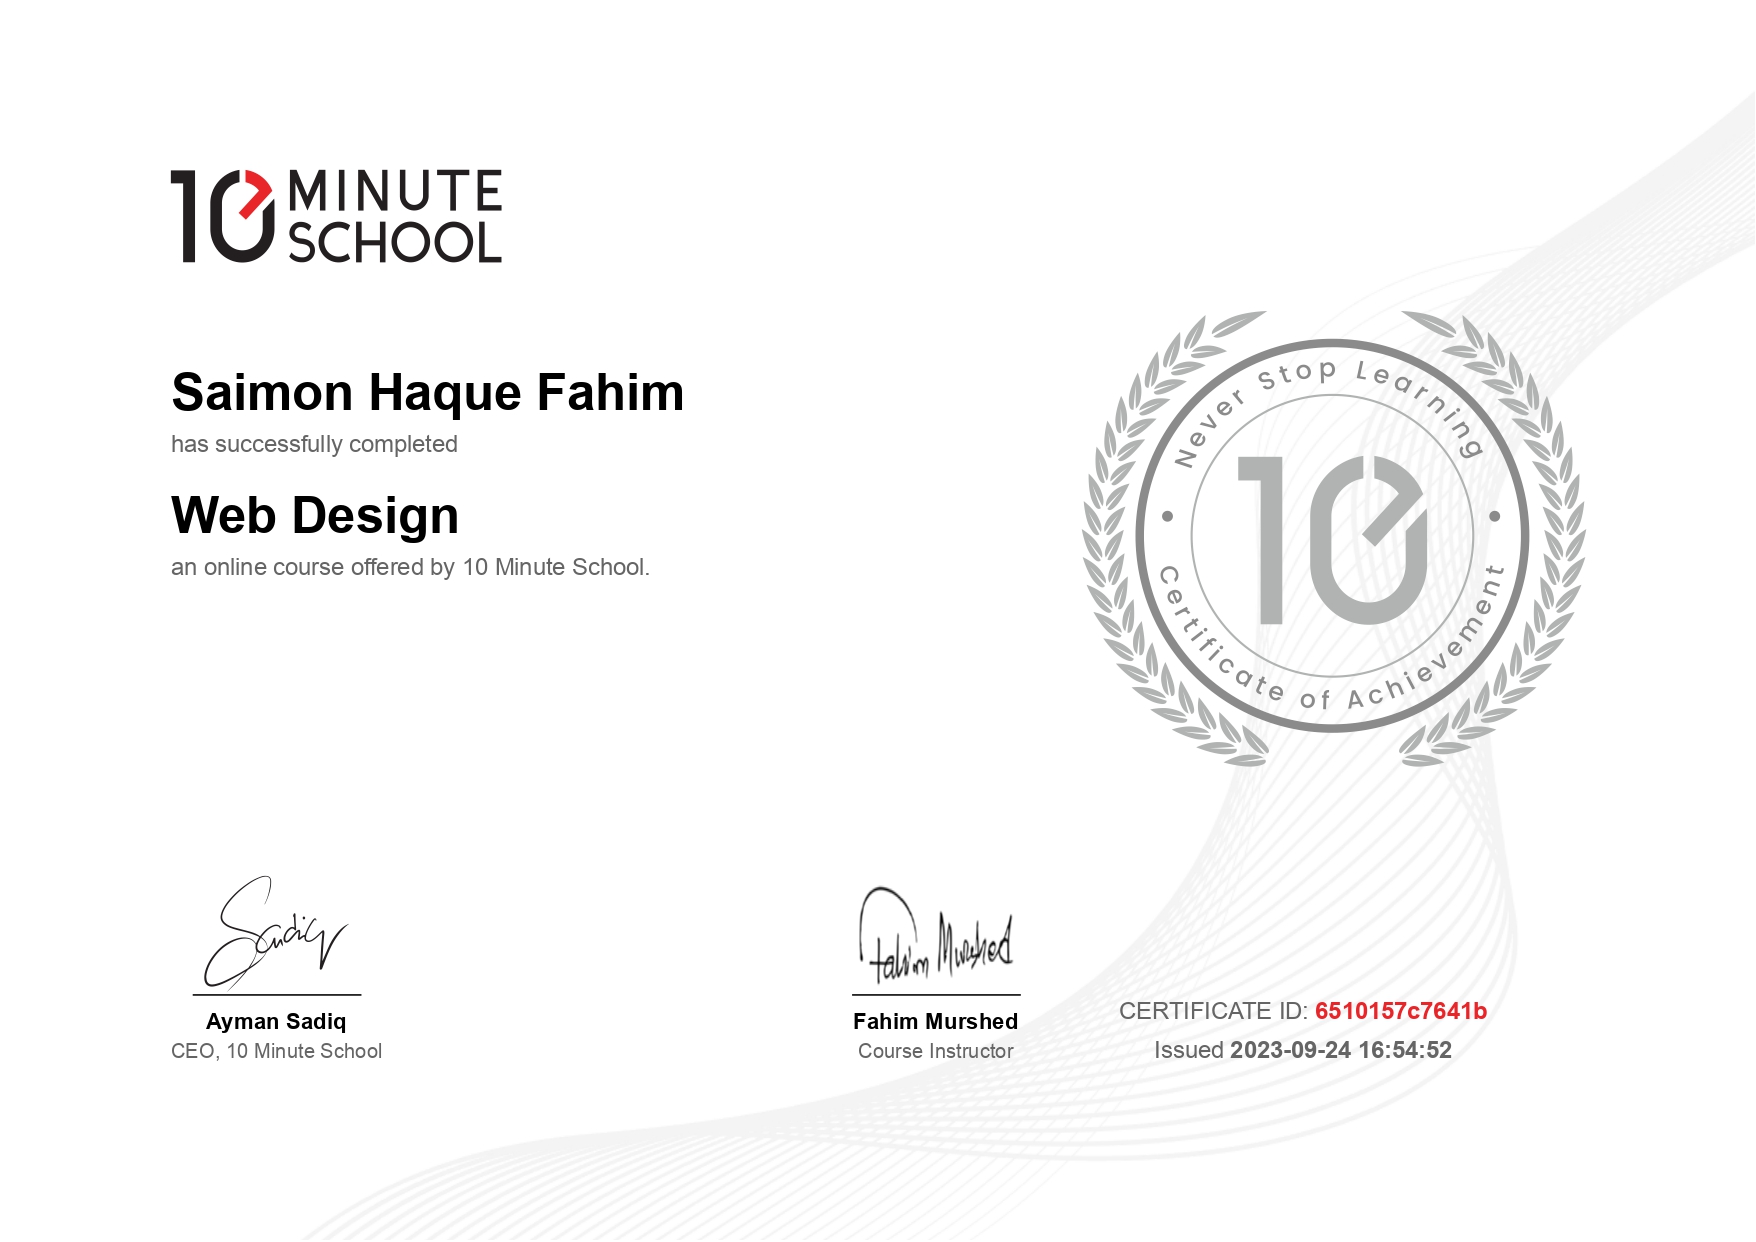 10 MINUTE
SCHOOL
Saimon Haque Fahim
has successfully completed
Web Design
an online course offered by 10 Minute School.
Never Stop Learning
10
Certificate of Achievement
Sadiq
Ayman Sadiq
CEO, 10 Minute School
Fahim Murshed
Fahim Murshed
Course Instructor
CERTIFICATE ID: 6510157c7641b
Issued 2023-09-24 16:54:52